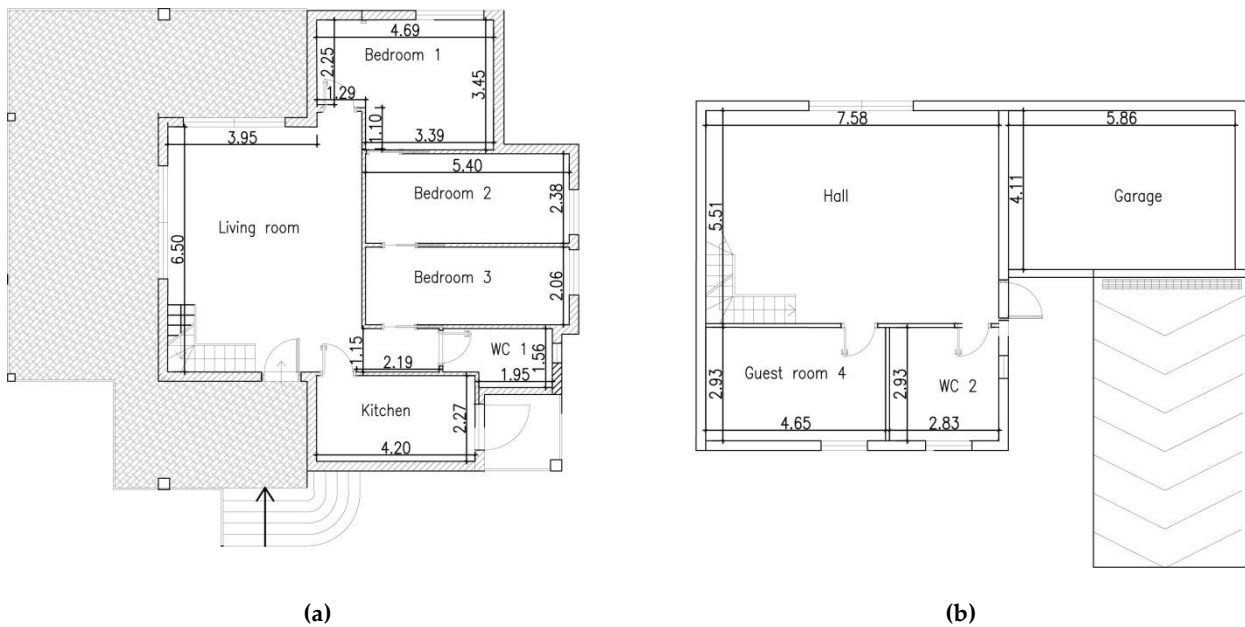 4.69
Bedroom 1
2.25
3.45
1.29
1.10
3.39
3.95
5.40
Bedroom 2
2.38
Living room
6.50
Bedroom 3
2.06
1.15
2.19
WC 1
1.56
1.95
Kitchen
2.27
4.20
(a)
7.58
5.86
Hall
4.11
Garage
5.51
Guest room 4
2.93
2.93
WC 2
4.65
2.83
(b)